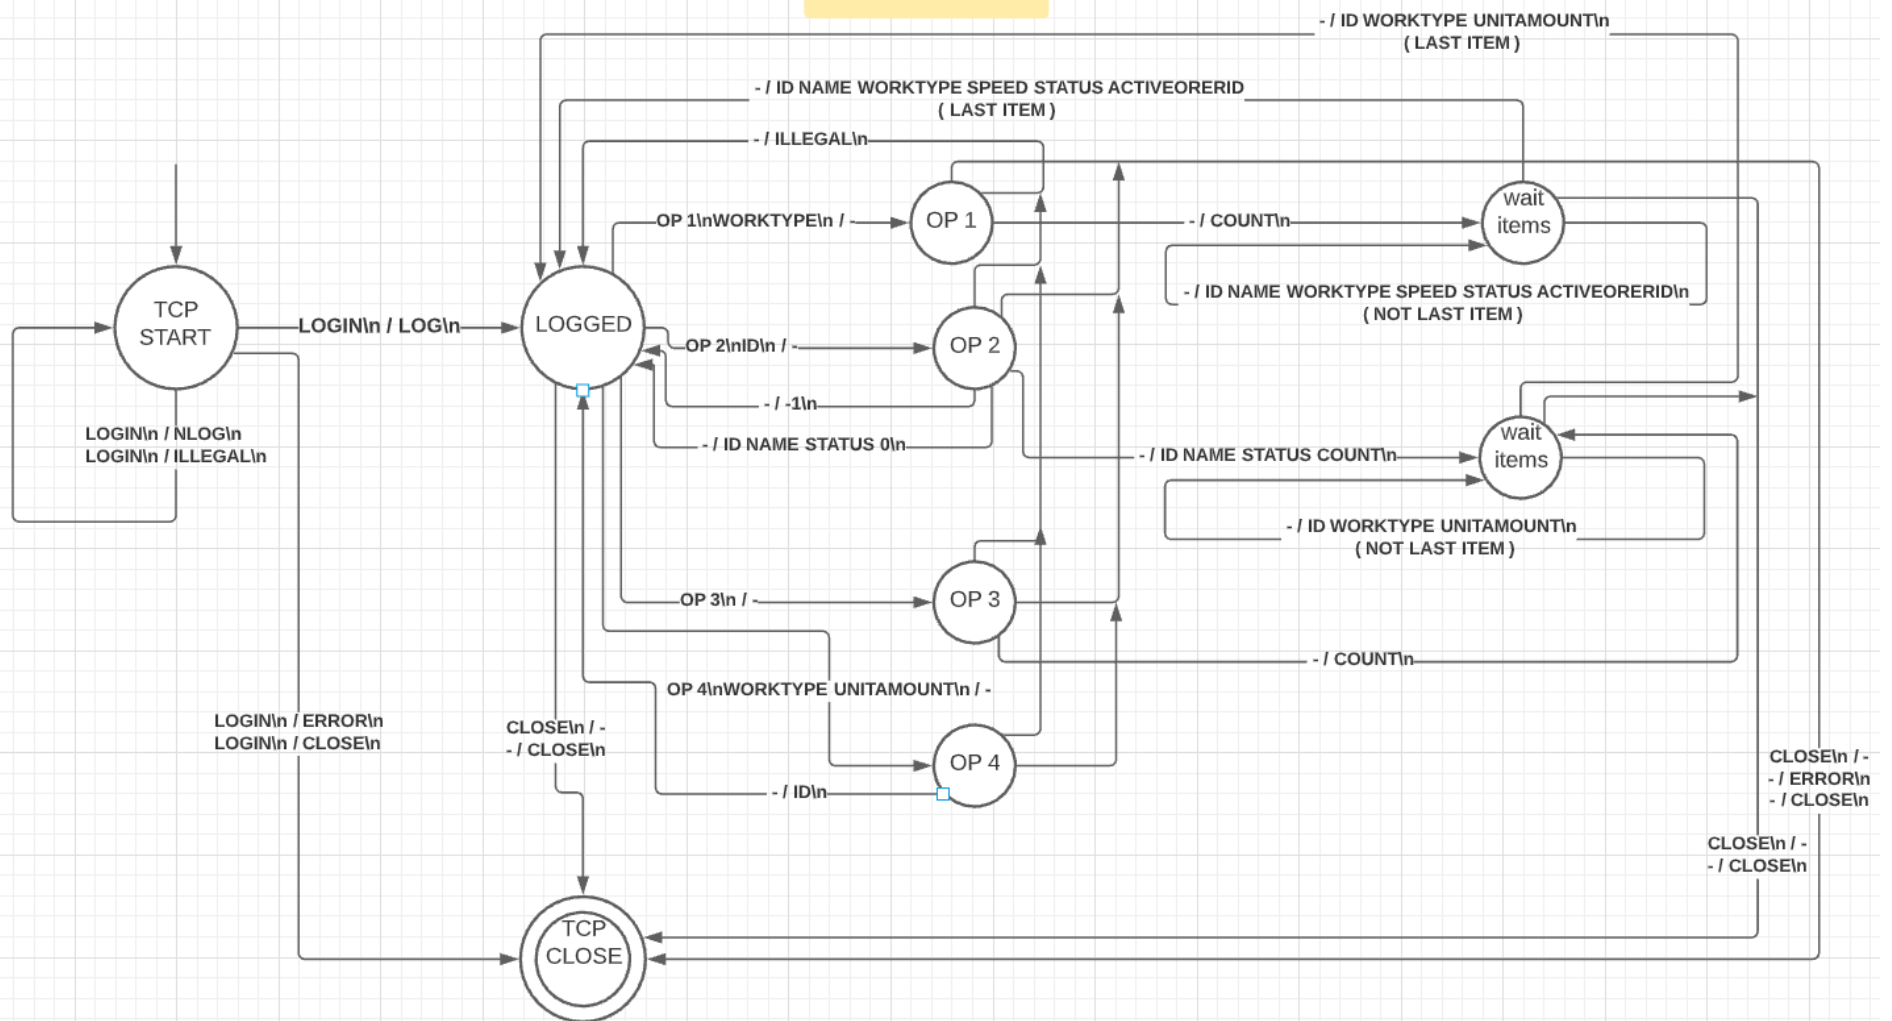 - / ID WORKTYPE UNITAMOUNT\n
( LAST ITEM )
- / ID NAME WORKTYPE SPEED STATUS ACTIVEORERID
( LAST ITEM )
- / ILLEGAL\n
OP 1\nWORKTYPE\n / -
OP 1
- / COUNT\n
wait
items
- / ID NAME WORKTYPE SPEED STATUS ACTIVEORERID\n
( NOT LAST ITEM )
TCP
START
LOGIN\n / LOG\n
LOGGED
OP 2\nID\n / -
OP 2
- / -1\n
- / ID NAME STATUS 0\n
LOGIN\n / NLOG\n
LOGIN\n / ILLEGAL\n
- / ID NAME STATUS COUNT\n
wait
items
- / ID WORKTYPE UNITAMOUNT\n
( NOT LAST ITEM )
OP 3\n / -
OP 3
- / COUNT\n
OP 4\nWORKTYPE UNITAMOUNT\n / -
LOGIN\n / ERROR\n
LOGIN\n / CLOSE\n
CLOSE\n / -
- / CLOSE\n
OP 4
- / ID\n
CLOSE\n / -
- / ERROR\n
- / CLOSE\n
CLOSE\n / -
- / CLOSE\n
TCP
CLOSE